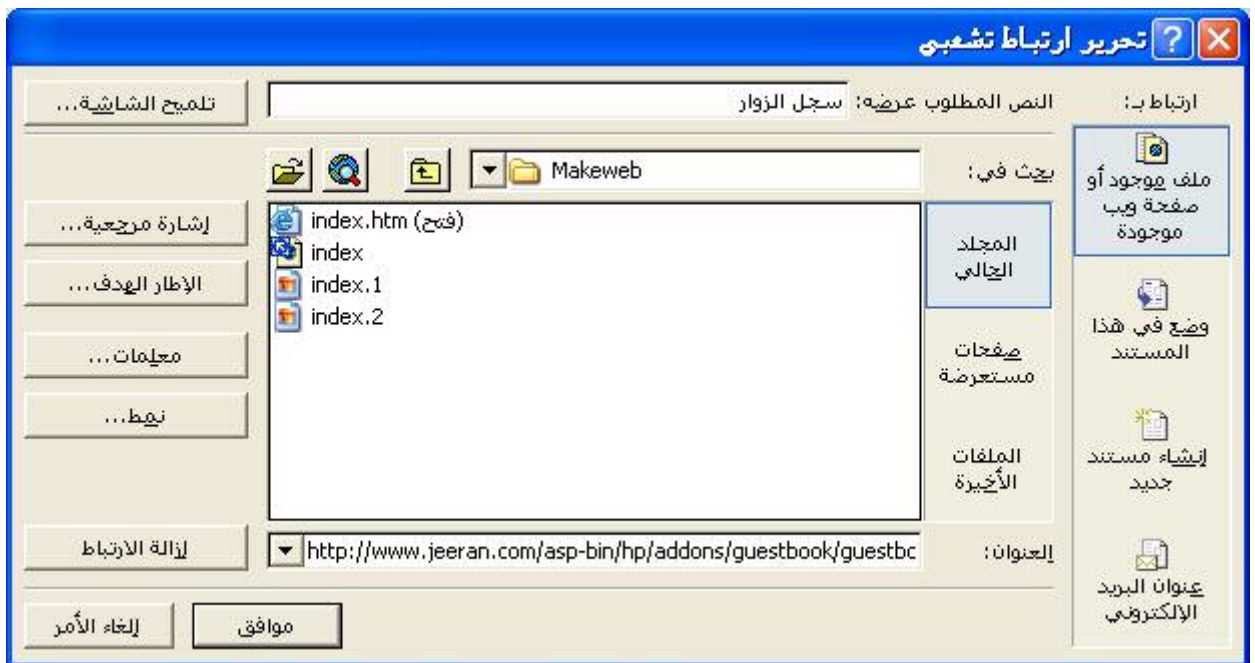 تحرير ارتباط تشعبي
ارتباط بـ:
النص المطلوب عرضه: سجل الزوار
تلميح الشاشة...
ملف موجود أو
صفحة ويب
موجودة
وضع في هذا
المستند
إنشاء مستند
جديد
عنوان البريد
الإلكتروني
بحث في:
Makeweb
المجلد
الحالي
صفحات
مستعرضة
الملفات
الأخيرة
index.htm (فتح)
index
index.1
index.2
إشارة مرجعية...
الإطار الهدف...
معلمات...
نمط...
العنوان:
http://www.jeeran.com/asp-bin/hp/addons/guestbook/guestbc
إزالة الارتباط
موافق
إلغاء الأمر